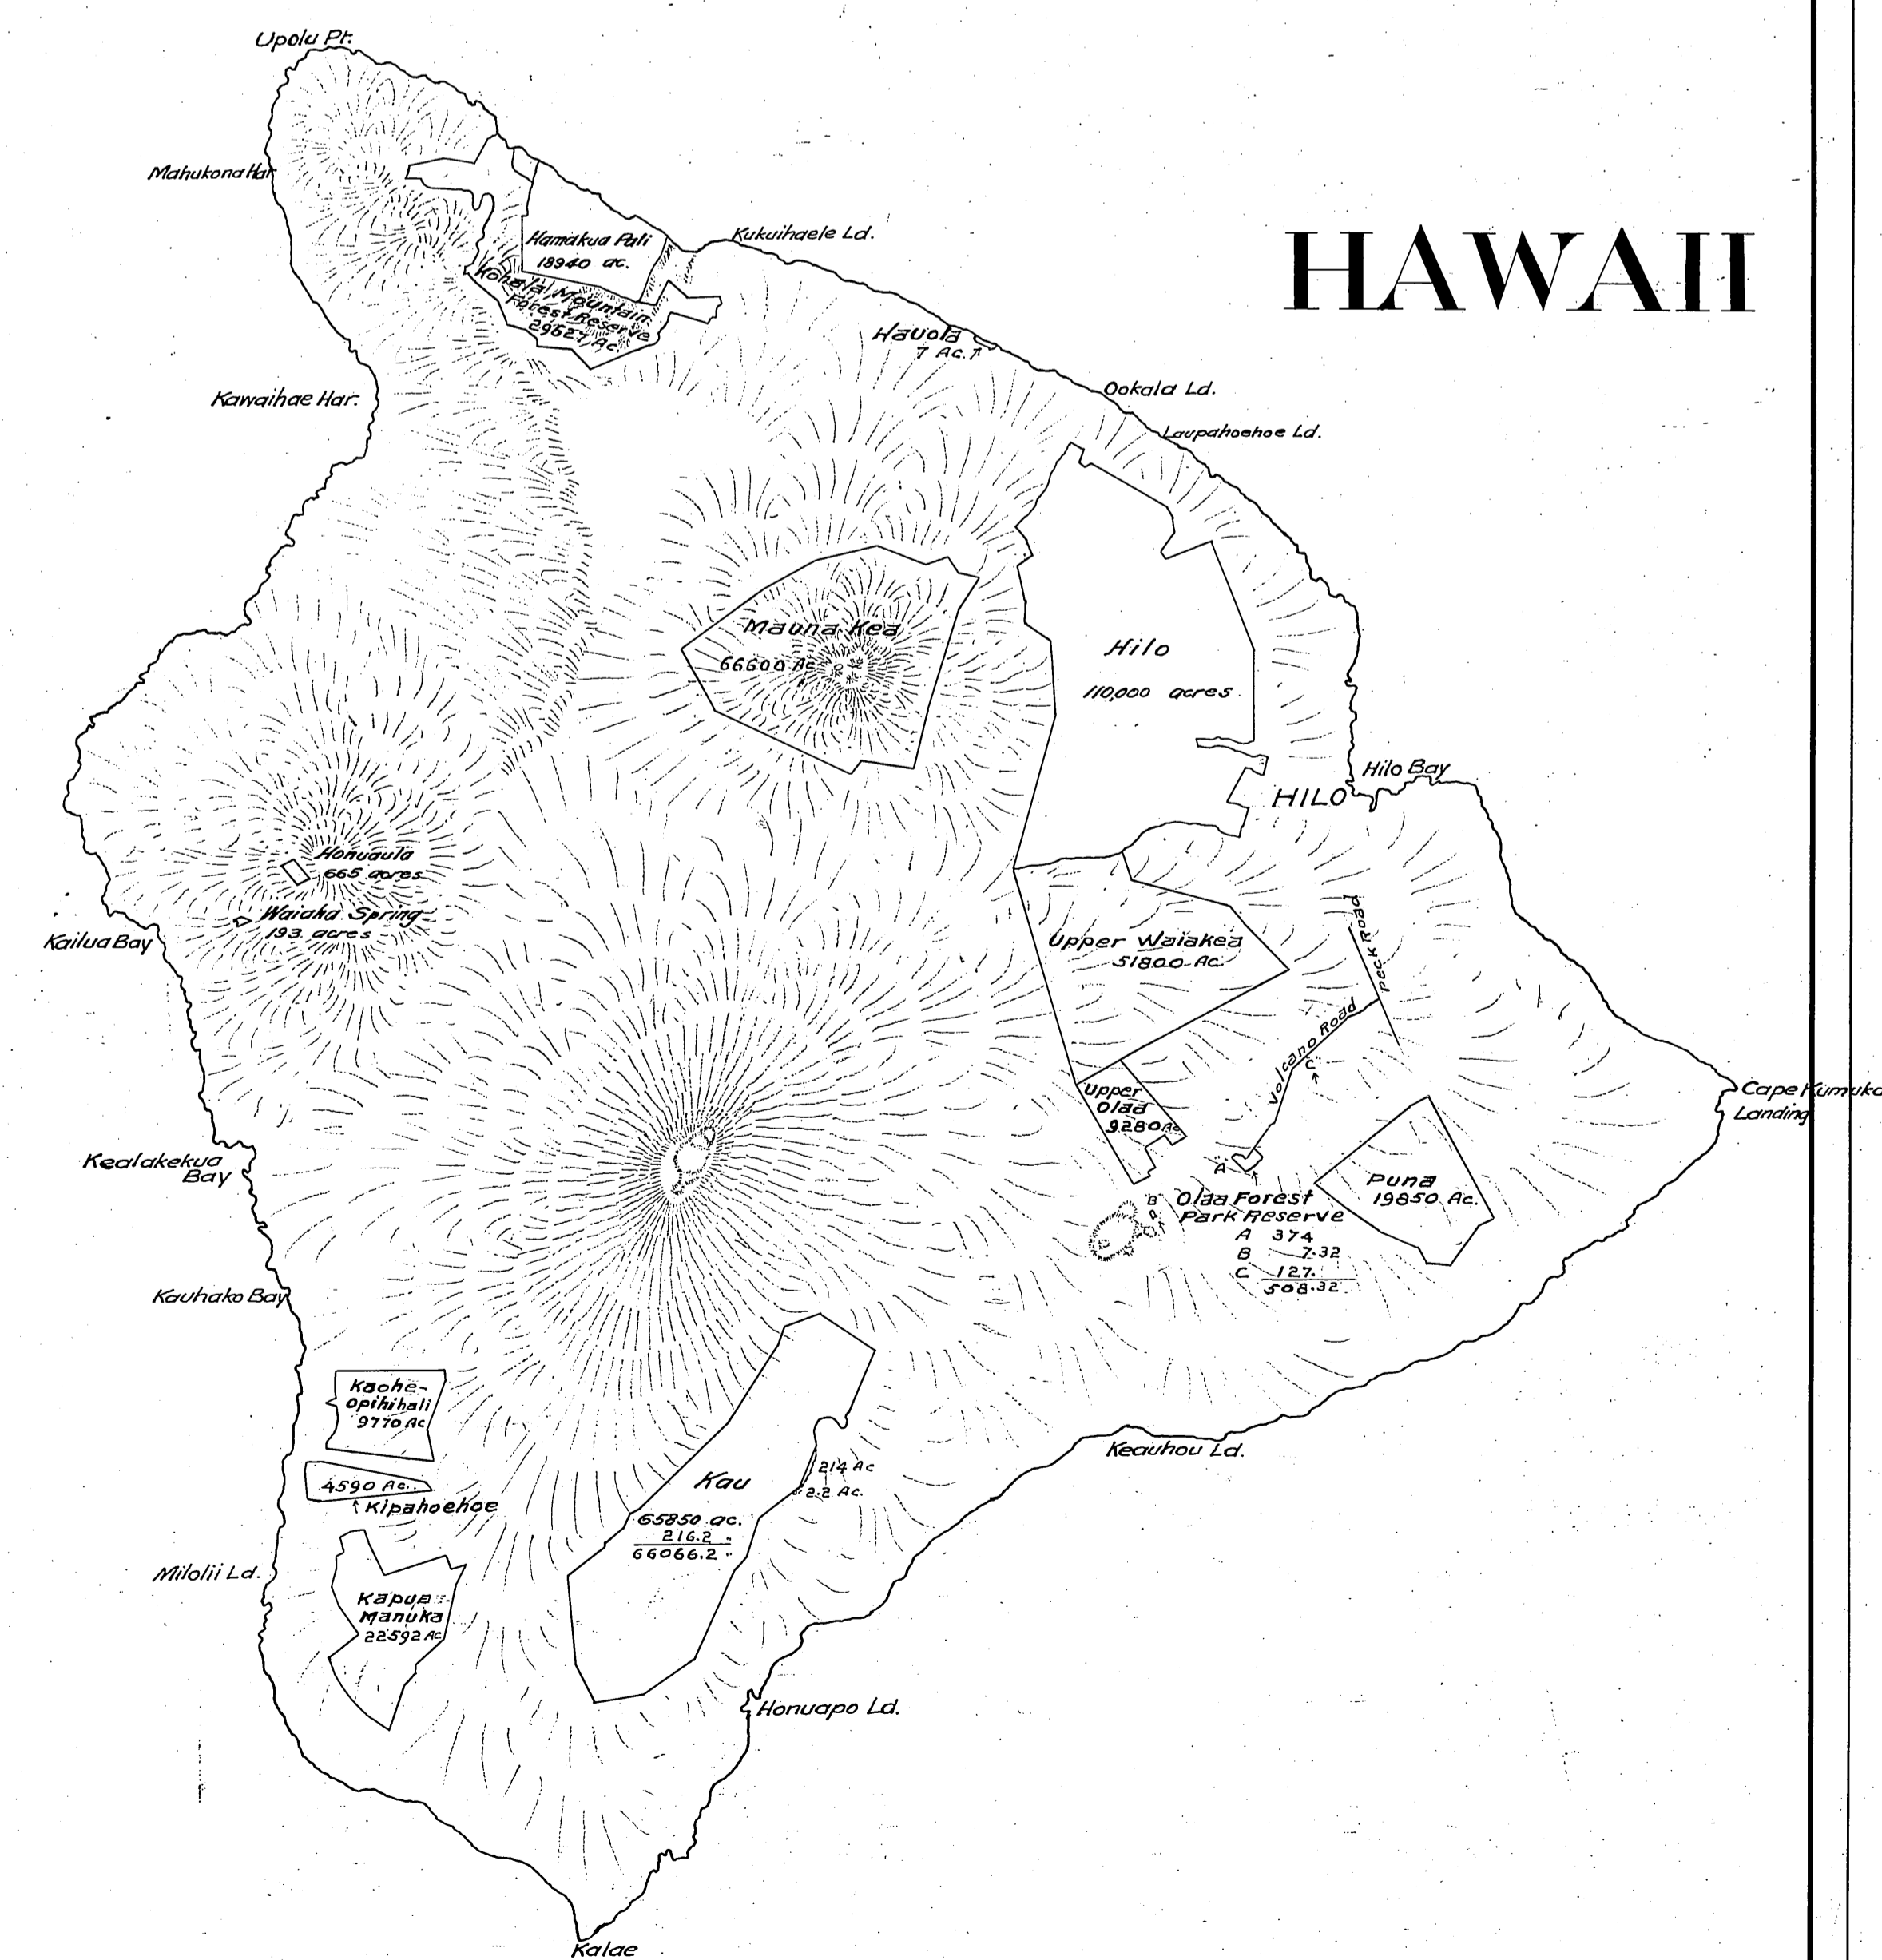 HAWAII
Upolu Pt.
Mahukona Har
Hamakua Pali
18940 ac.
Kukuihaele Ld.
Kohala Mountain
Forest Reserve
29627 Ac.
Hauola
7 Ac.
Kawaihae Har.
Ookala Ld.
Laupahoehoe Ld.
Mauna Kea
66600 Ac
Hilo
110,000 acres
Hilo Bay
HILO
Honuaula
665 acres
Waiaha Spring
193. acres
Kailua Bay
Upper Waiakea
51800 Ac.
Peck Road
Volcano Road
C
Upper
Olaa
9280 Ac
Cape Kumuka
Landing
Kealakekua
Bay
A
B
Olaa Forest
Park Reserve
A 374
B 7.32
C 127.
508.32
Puna
19850 Ac.
Kauhako Bay
Kaohe-
Opihihali
9770 Ac
4590 Ac.
Kipahoehoe
Kau
65850 ac.
216.2 "
66066.2 "
214 Ac
2.2 Ac.
Keauhou Ld.
Milolii Ld.
Kapua-
Manuka
22592 Ac
Honuapo Ld.
Kalae